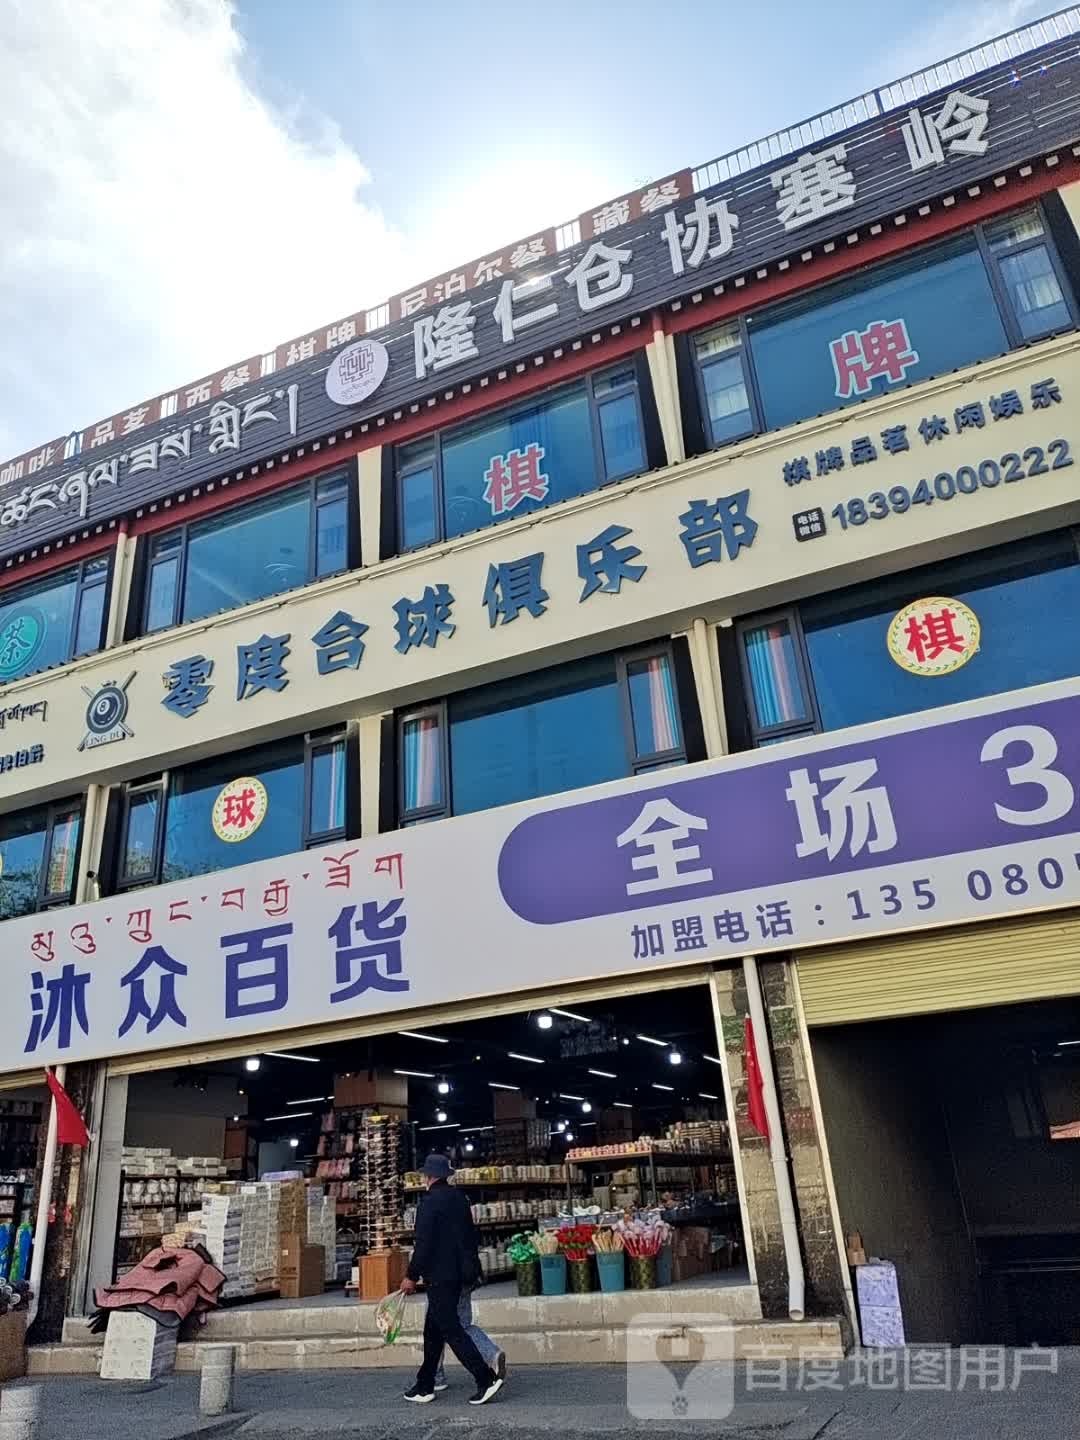 咖啡 品茗 西餐 棋牌 尼泊尔餐 藏餐
隆仁仓协塞岭
牌
棋
茶
棋牌品茗 休闲娱乐
电话
微信
18394000222
零度台球俱乐部
LING DU
8
棋
球
全场 3
加盟电话：135 080
沐众百货
百度地图用户